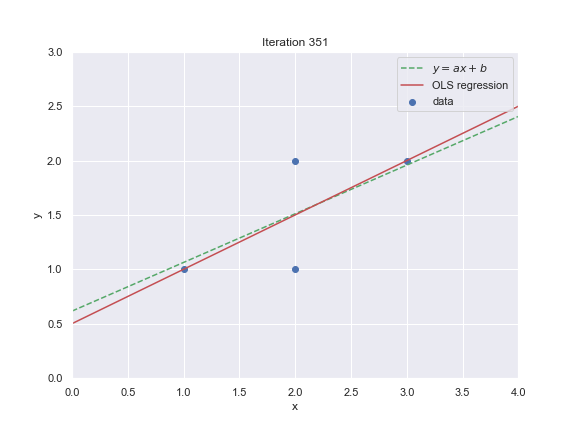 Iteration 351
y = ax + b
OLS regression
data
3.0
2.5
2.0
1.5
1.0
0.5
0.0
y
0.0 0.5 1.0 1.5 2.0 2.5 3.0 3.5 4.0
x